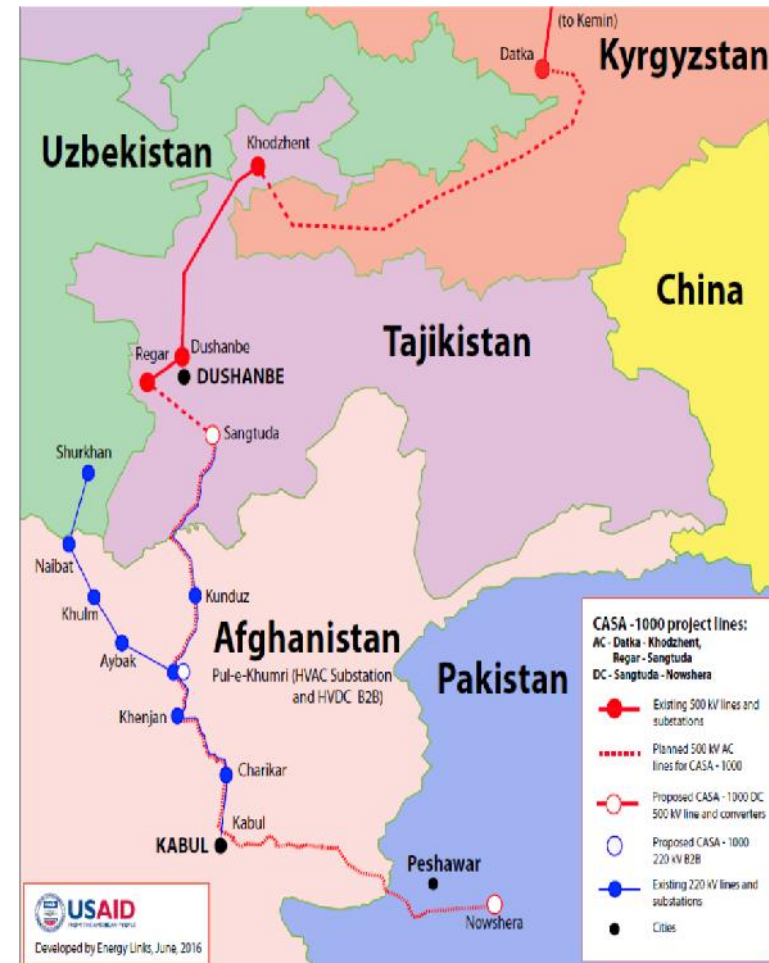 (to Kemin)
Datka
Kyrgyzstan
Uzbekistan
Khodzhent
China
Tajikistan
Regar
Dushanbe
DUSHANBE
Sangtuda
Shurkhan
Naibat
Kunduz
Khulm
Afghanistan
Aybak
Pul-e-Khumri (HVAC Substation
and HVDC B2B)
Pakistan
Khenjan
Charikar
Kabul
KABUL
Peshawar
Nowshera
CASA -1000 project lines:
AC - Datka - Khodzhent,
Regar - Sangtuda
DC - Sangtuda - Nowshera
Existing 500 kV lines and
substations
Planned 500 kV AC
lines for CASA - 1000
Proposed CASA - 1000 DC
500 kV line and converters
Proposed CASA - 1000
220 kV B2B
Existing 220 kV lines and
substations
Cities
USAID
FROM THE AMERICAN PEOPLE
Developed by Energy Links, June, 2016